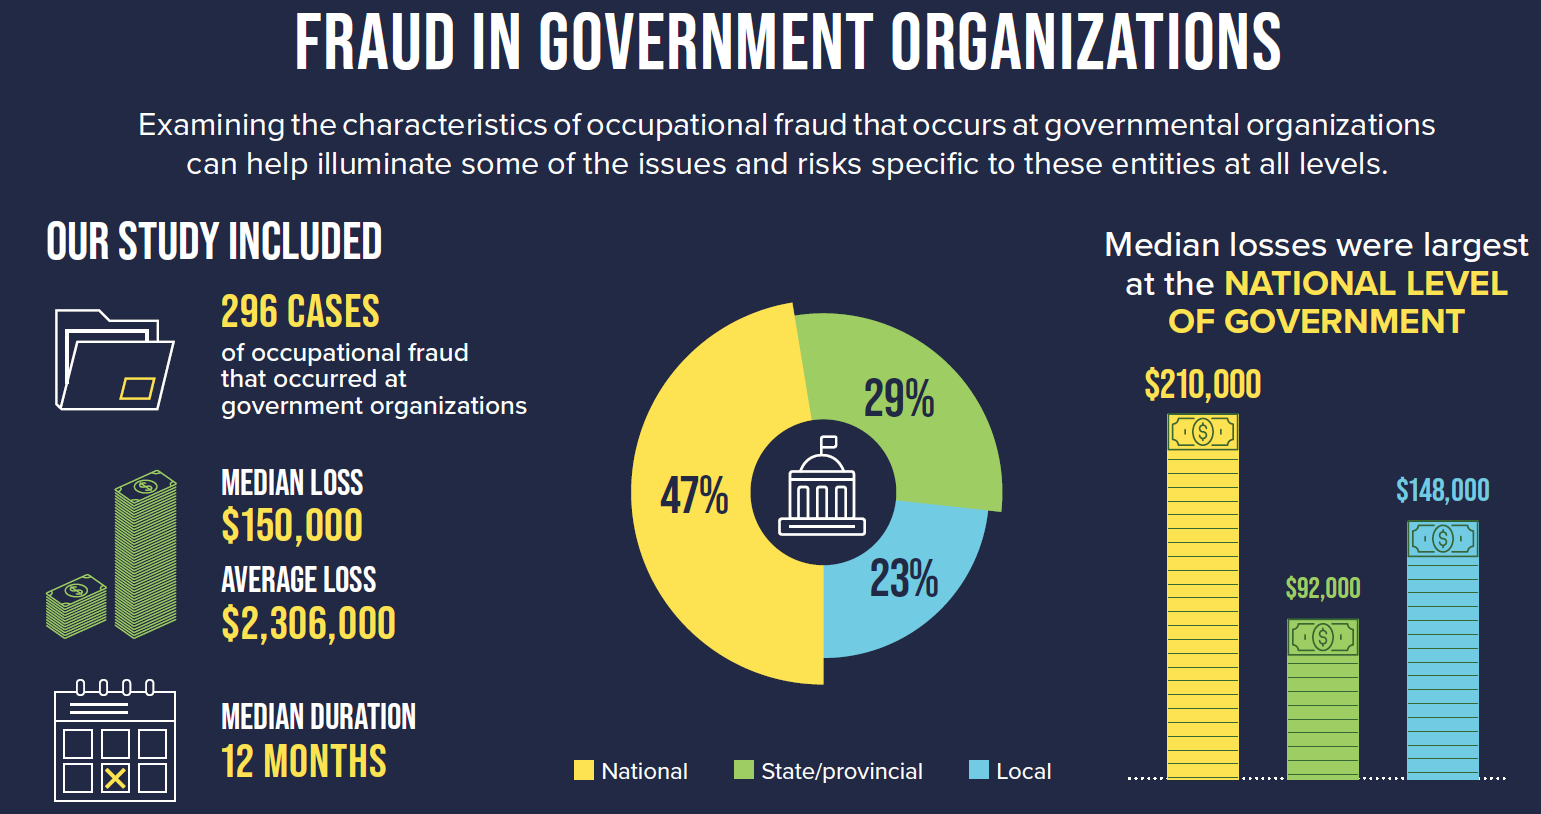 FRAUD IN GOVERNMENT ORGANIZATIONS
Examining the characteristics of occupational fraud that occurs at governmental organizations
can help illuminate some of the issues and risks specific to these entities at all levels.
OUR STUDY INCLUDED
296 CASES
of occupational fraud
that occurred at
government organizations
MEDIAN LOSS
$150,000
AVERAGE LOSS
$2,306,000
MEDIAN DURATION
12 MONTHS
29%
47%
23%
National
State/provincial
Local
Median losses were largest
at the NATIONAL LEVEL
OF GOVERNMENT
$210,000
$92,000
$148,000